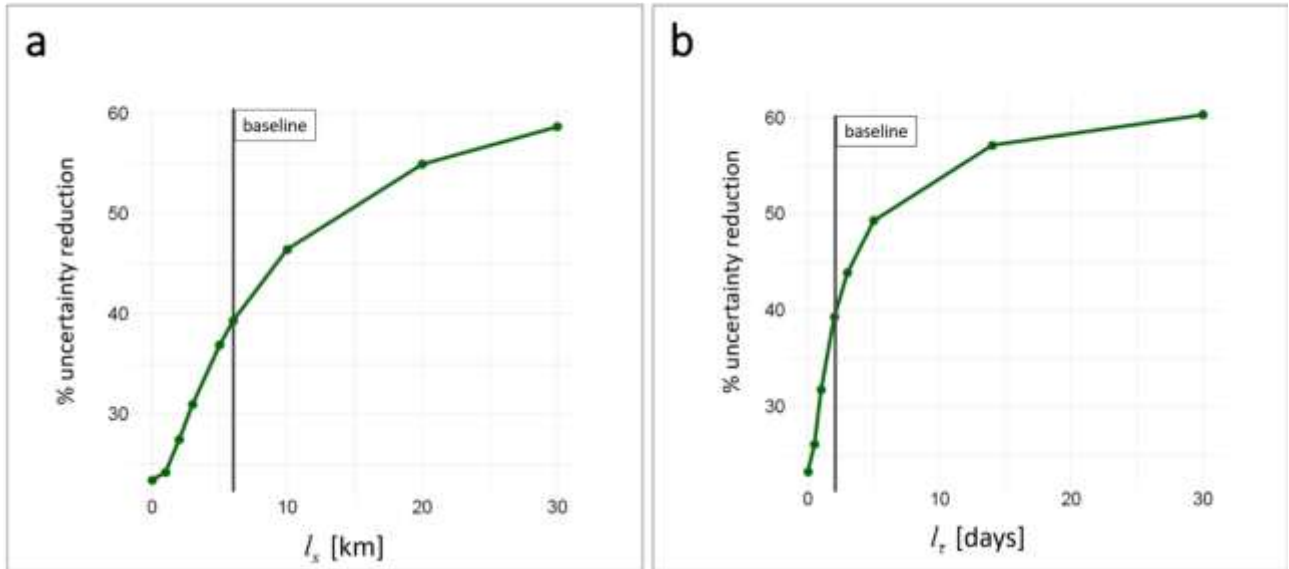 a
60
baseline
50
% uncertainty reduction
40
30
0
10
20
30
l_s [km]
b
60
baseline
50
% uncertainty reduction
40
30
0
10
20
30
l_τ [days]